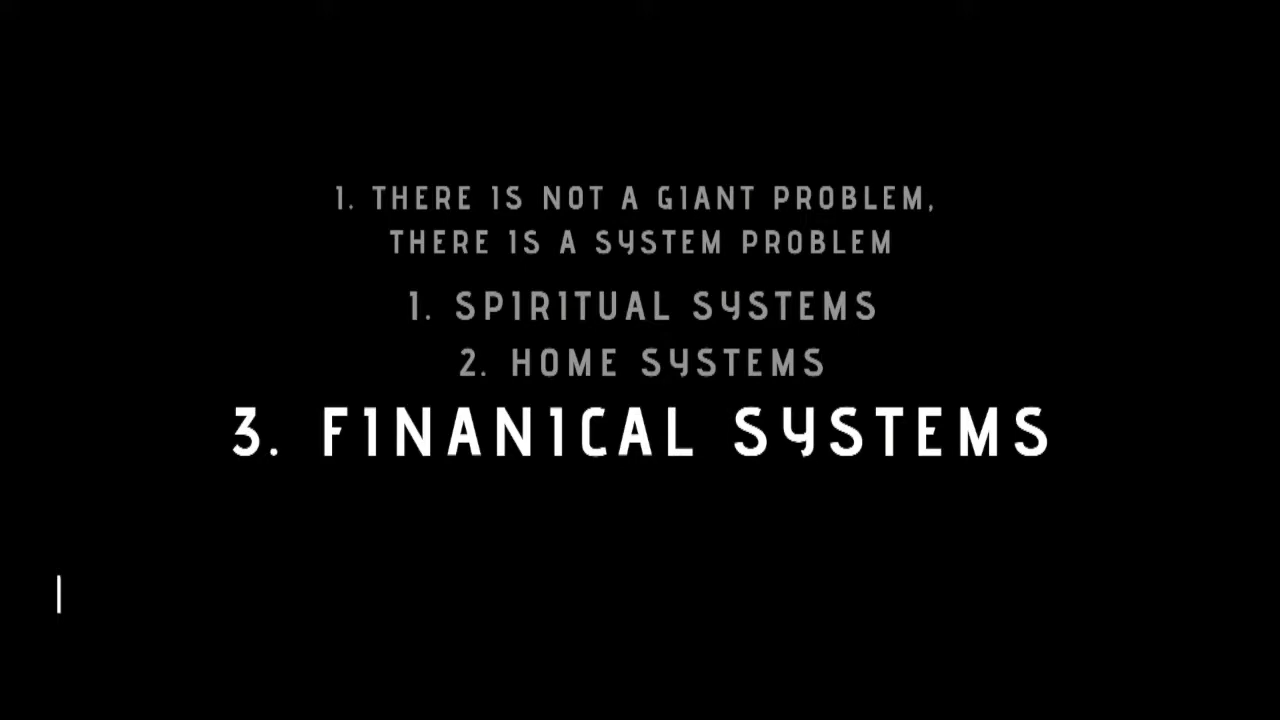 1. THERE IS NOT A GIANT PROBLEM,
THERE IS A SYSTEM PROBLEM
1. SPIRITUAL SYSTEMS
2. HOME SYSTEMS
3. FINANICAL SYSTEMS